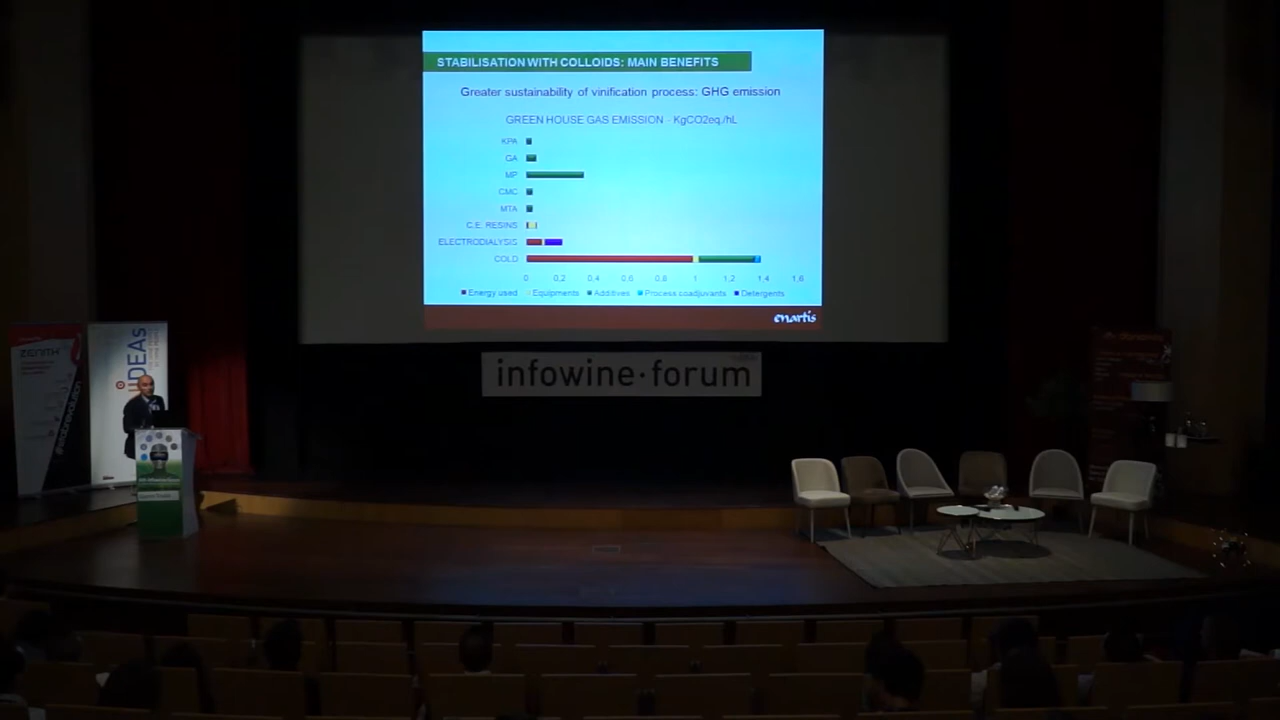 STABILISATION WITH COLLOIDS: MAIN BENEFITS
Greater sustainability of vinification process: GHG emission
GREEN HOUSE GAS EMISSION - KgCO2eq./hL
KPA
GA
MP
CMC
MTA
C.E. RESINS
ELECTRODIALYSIS
COLD
0 0,2 0,4 0,6 0,8 1 1,2 1,4 1,6
Energy used Equipments Additives Process coadjuvants Detergents
enartis
infowine·forum
ZENITH
IDEAs